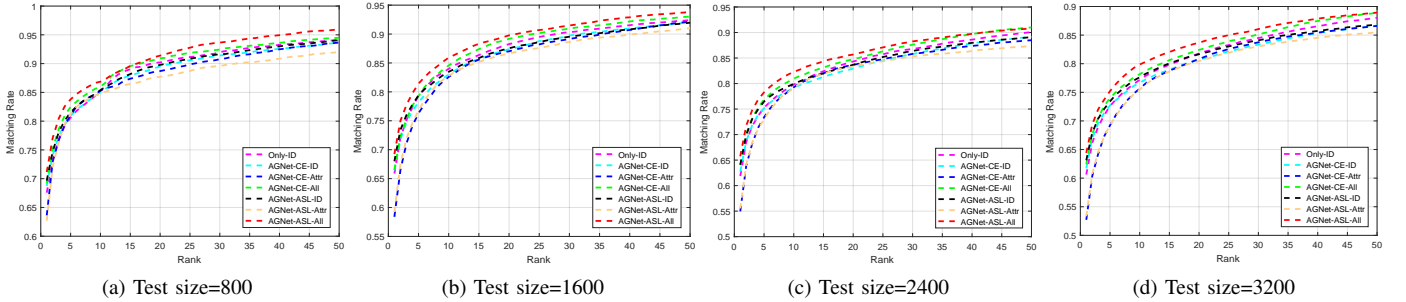 Matching Rate
1
0.95
0.9
0.85
0.8
0.75
0.7
0.65
0.6
0 5 10 15 20 25 30 35 40 45 50
Rank
Only-ID
AGNet-CE-ID
AGNet-CE-Attr
AGNet-CE-All
AGNet-ASL-ID
AGNet-ASL-Attr
AGNet-ASL-All
(a) Test size=800
Matching Rate
0.95
0.9
0.85
0.8
0.75
0.7
0.65
0.6
0.55
0 5 10 15 20 25 30 35 40 45 50
Rank
Only-ID
AGNet-CE-ID
AGNet-CE-Attr
AGNet-CE-All
AGNet-ASL-ID
AGNet-ASL-Attr
AGNet-ASL-All
(b) Test size=1600
Matching Rate
0.95
0.9
0.85
0.8
0.75
0.7
0.65
0.6
0.55
0.5
0 5 10 15 20 25 30 35 40 45 50
Rank
Only-ID
AGNet-CE-ID
AGNet-CE-Attr
AGNet-CE-All
AGNet-ASL-ID
AGNet-ASL-Attr
AGNet-ASL-All
(c) Test size=2400
Matching Rate
0.9
0.85
0.8
0.75
0.7
0.65
0.6
0.55
0.5
0 5 10 15 20 25 30 35 40 45 50
Rank
Only-ID
AGNet-CE-ID
AGNet-CE-Attr
AGNet-CE-All
AGNet-ASL-ID
AGNet-ASL-Attr
AGNet-ASL-All
(d) Test size=3200